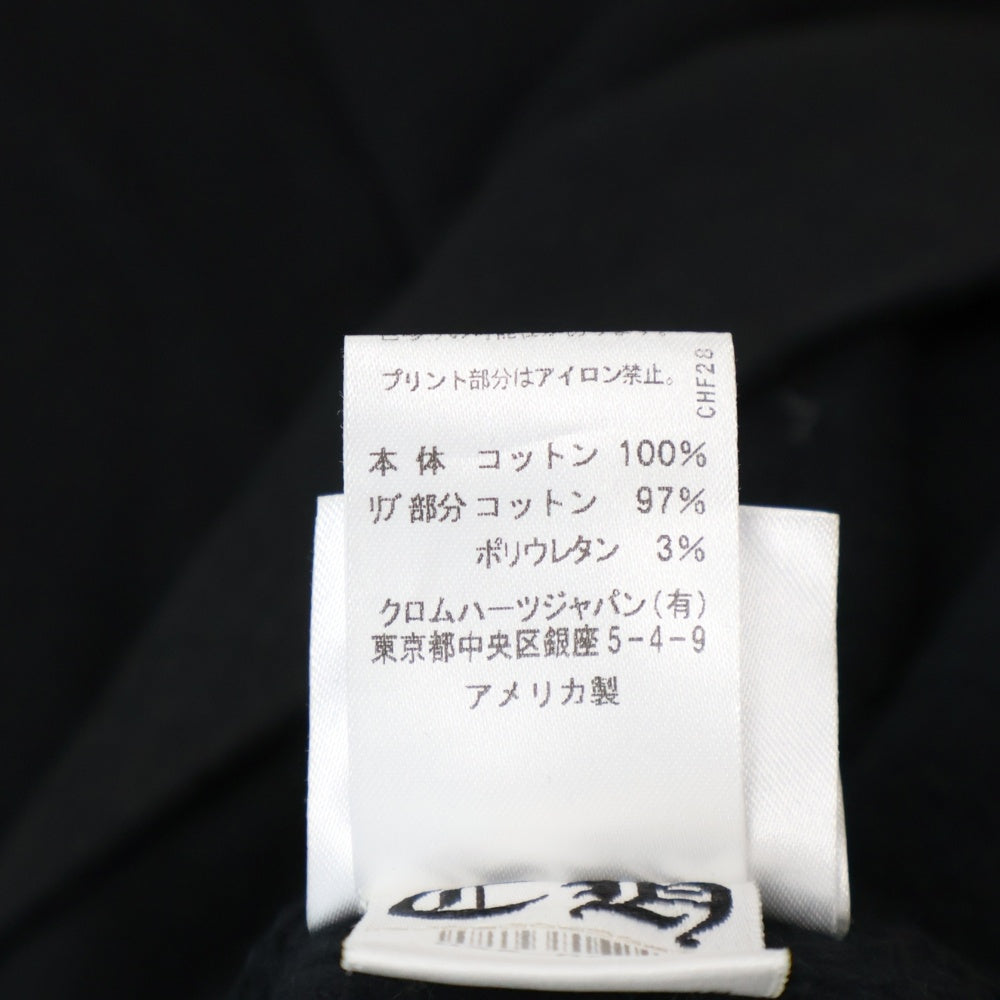 プリント部分はアイロン禁止。
CHF28
本 体 コットン 100%
リブ部分 コットン 97%
ポリウレタン 3%
クロムハーツジャパン(有)
東京都中央区銀座5-4-9
アメリカ製